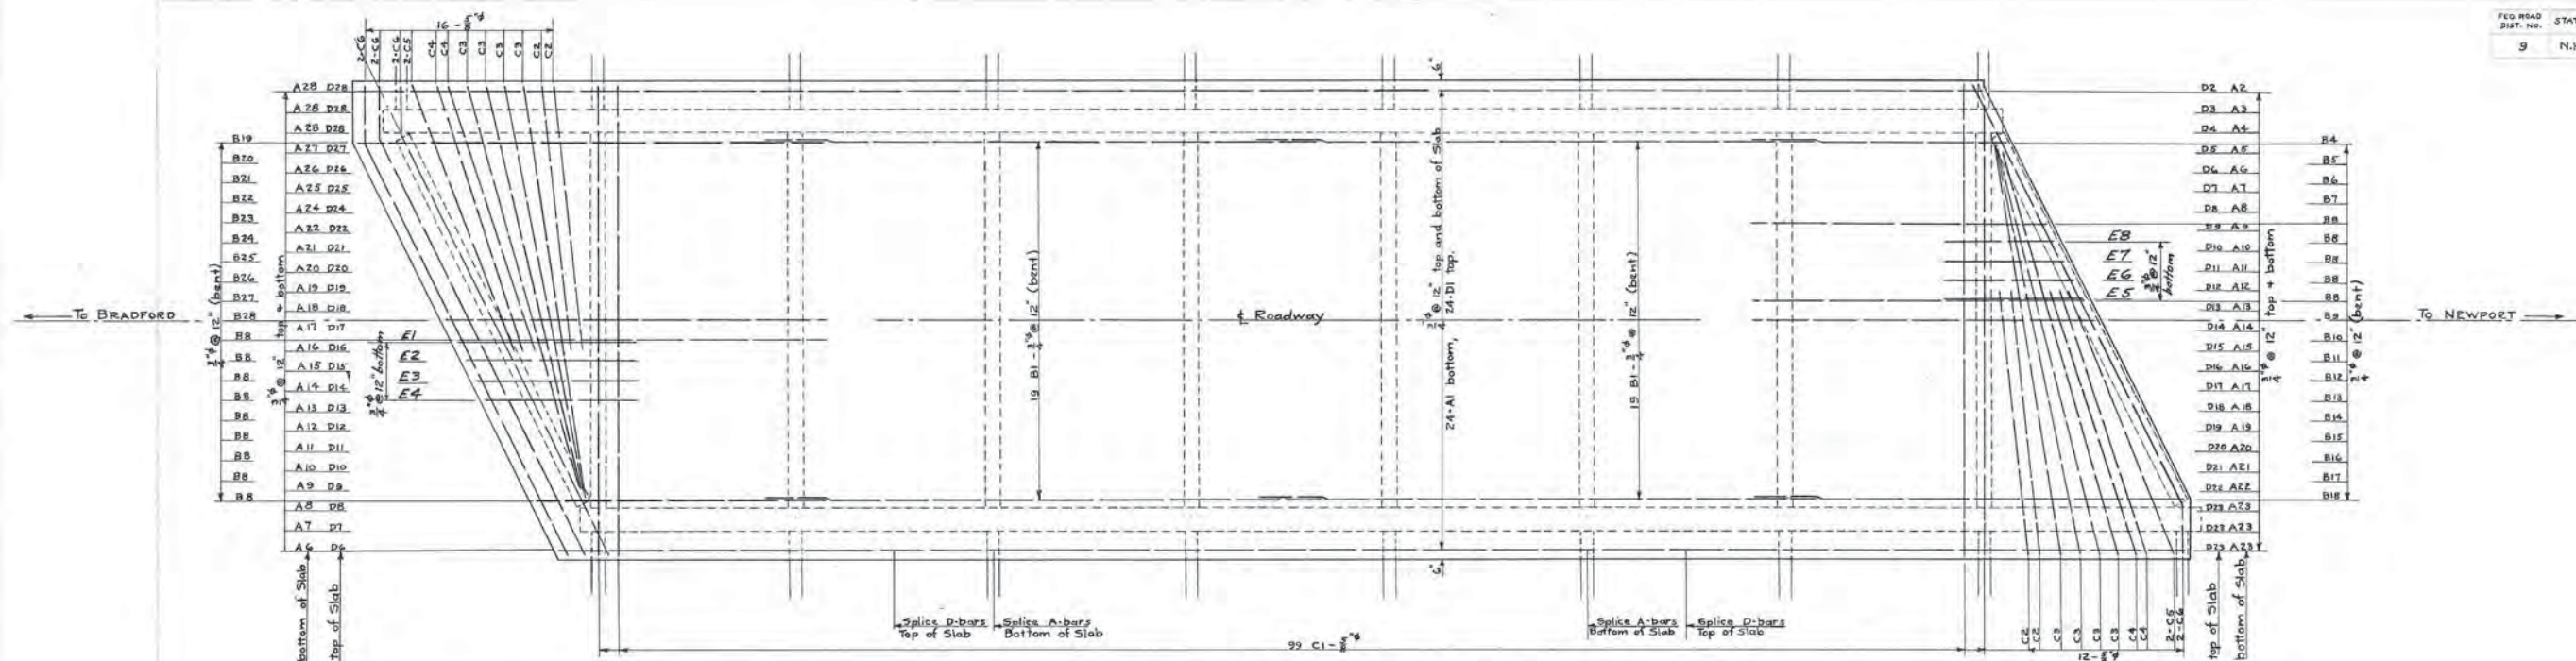 FED. ROAD DIST. NO. STAT
9 N.H
16 - 5/8"φ
2-C6
2-C6
2-C6
2-C5
C4
C4
C3
C3
C3
C3
C2
C2
A28 D28
A28 D28
A28 D28
A27 D27
A26 D26
A25 D25
A24 D24
A22 D22
A21 D21
A20 D20
A19 D19
A18 D18
A17 D17
A16 D16
A15 D15
A14 D14
A13 D13
A12 D12
A11 D11
A10 D10
A9 D9
A8 D8
A7 D7
A6 D6
B19
B20
B21
B22
B23
B24
B25
B26
B27
B28
B8
B8
B8
B8
B8
B8
B8
B8
B8
3/4"φ @ 12" (bent)
3/4"φ @ 12" top + bottom
3/4"φ @ 12" bottom
E1
E2
E3
E4
To BRADFORD
bottom of Slab
top of Slab
19 B1 - 3/4"φ @ 12" (bent)
℄ Roadway
6"
3/4"φ @ 12" top and bottom of Slab
24-A1 bottom, 24-D1 top.
6"
19 B1 - 3/4"φ @ 12" (bent)
Splice D-bars
Top of Slab
Splice A-bars
Bottom of Slab
Splice A-bars
Bottom of Slab
Splice D-bars
Top of Slab
99 C1 - 5/8"φ
E8
E7
E6
E5
3/4"φ @ 12" bottom
D2 A2
D3 A3
D4 A4
D5 A5
D6 A6
D7 A7
D8 A8
D9 A9
D10 A10
D11 A11
D12 A12
D13 A13
D14 A14
D15 A15
D16 A16
D17 A17
D18 A18
D19 A19
D20 A20
D21 A21
D22 A22
D23 A23
D23 A23
D23 A23
3/4"φ @ 12" top + bottom
B4
B5
B6
B7
B8
B8
B8
B8
B8
B9
B10
B11
B12
B13
B14
B15
B16
B17
B18
3/4"φ @ 12" (bent)
To NEWPORT
C2
C2
C3
C3
C3
C3
C4
C4
2-C5
2-C6
12 - 5/8"φ
top of Slab
bottom of Slab